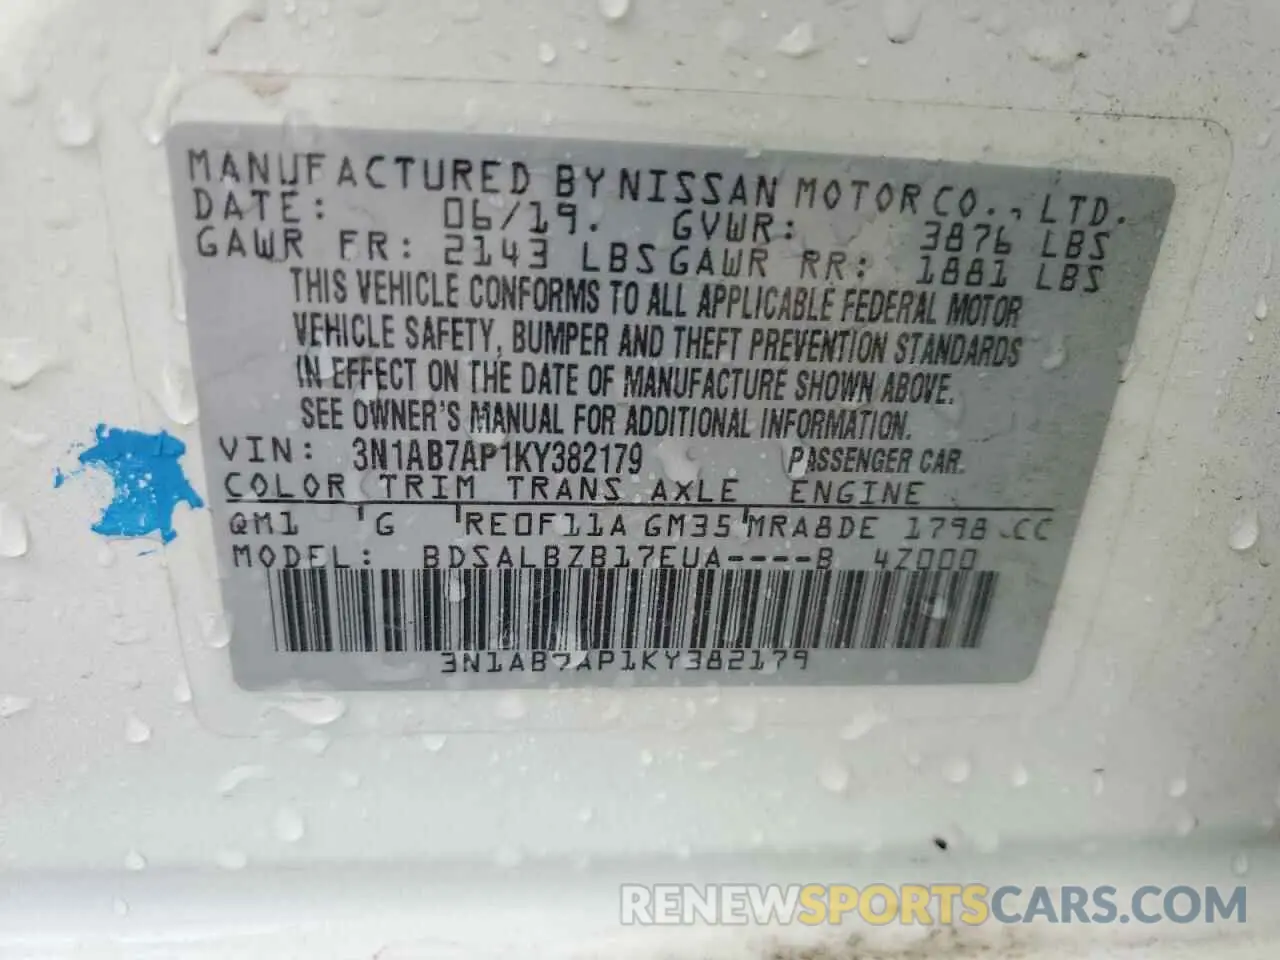 MANUFACTURED BY NISSAN MOTOR CO., LTD.
DATE: 06/19. GVWR: 3876 LBS
GAWR FR: 2143 LBS GAWR RR: 1881 LBS
THIS VEHICLE CONFORMS TO ALL APPLICABLE FEDERAL MOTOR
VEHICLE SAFETY, BUMPER AND THEFT PREVENTION STANDARDS
IN EFFECT ON THE DATE OF MANUFACTURE SHOWN ABOVE.
SEE OWNER'S MANUAL FOR ADDITIONAL INFORMATION.
VIN: 3N1AB7AP1KY382179 PASSENGER CAR.
COLOR TRIM TRANS AXLE ENGINE
QM1 G RE0F11A GM35 MRA8DE 1798 CC
MODEL: BDSALBZB17EUA----B 4Z000
3N1AB7AP1KY382179
RENEWSPORTSCARS.COM